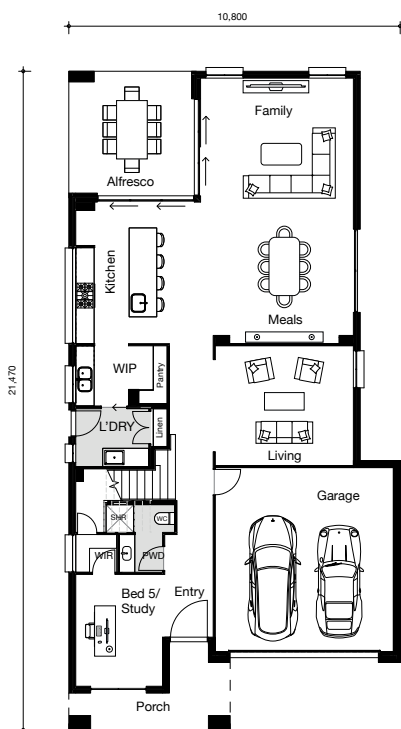 10,800
Family
Alfresco
21,470
Kitchen
Meals
WIP
Pantry
L'DRY
Linen
Living
Garage
SHR
WC
WIR
PWD
Bed 5/
Study
Entry
Porch